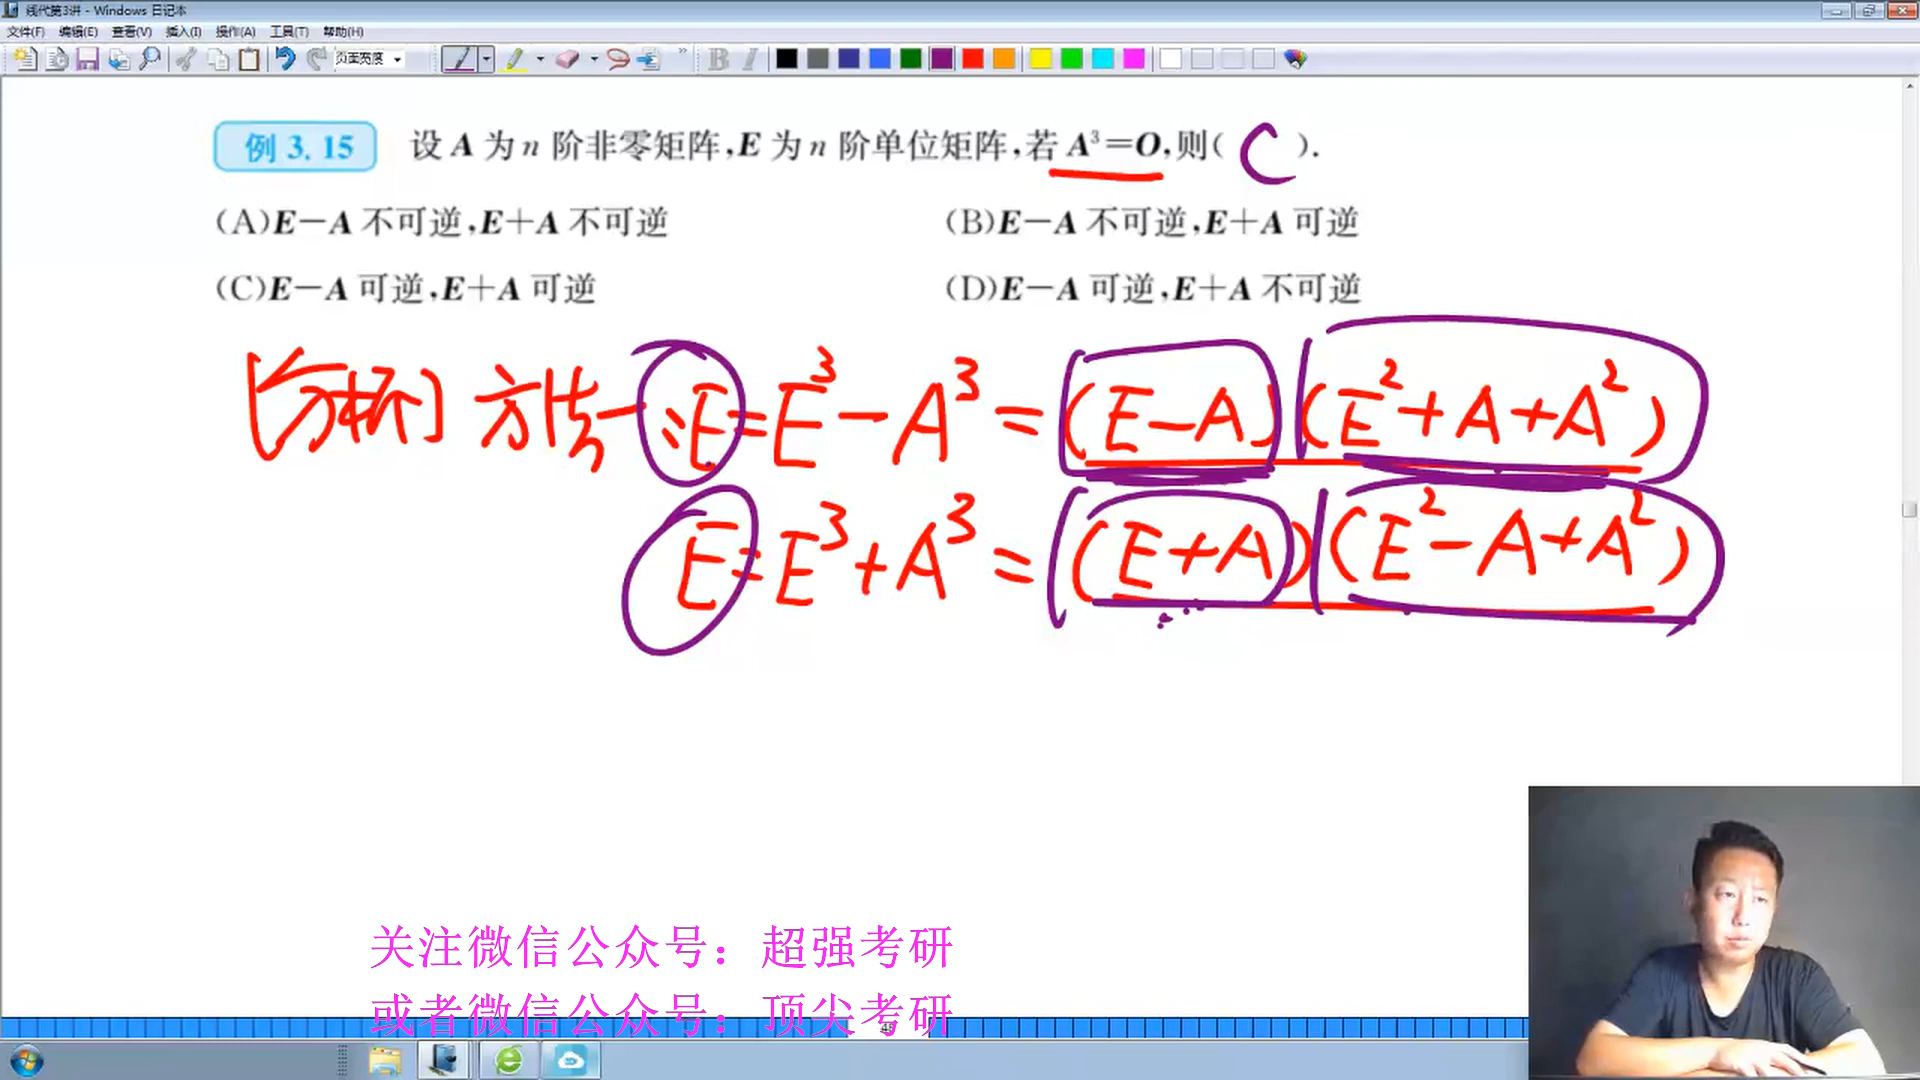 线代第3讲 - Windows 日记本
文件(F) 编辑(E) 查看(V) 插入(I) 操作(A) 工具(T) 帮助(H)
页面宽度 B I
例 3.15 设 A 为 n 阶非零矩阵,E 为 n 阶单位矩阵,若 A³=O,则( C ).
(A)E-A 不可逆,E+A 不可逆 (B)E-A 不可逆,E+A 可逆
(C)E-A 可逆,E+A 可逆 (D)E-A 可逆,E+A 不可逆
[分析] 方法一: E=E³-A³=(E-A)(E²+A+A²)
E=E³+A³=(E+A)(E²-A+A²)
关注微信公众号：超强考研
或者微信公众号：顶尖考研